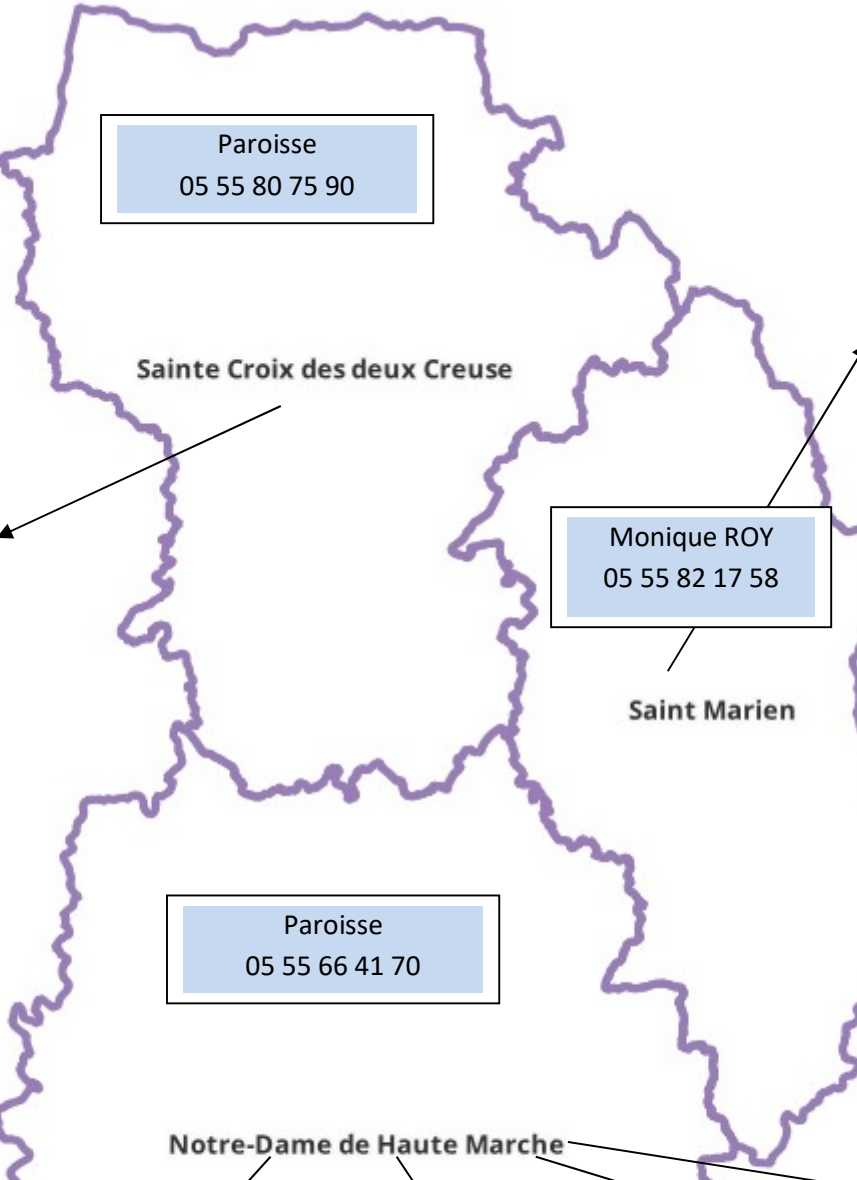 Paroisse
05 55 80 75 90
Sainte Croix des deux Creuse
Monique ROY
05 55 82 17 58
Saint Marien
Paroisse
05 55 66 41 70
Notre-Dame de Haute Marche